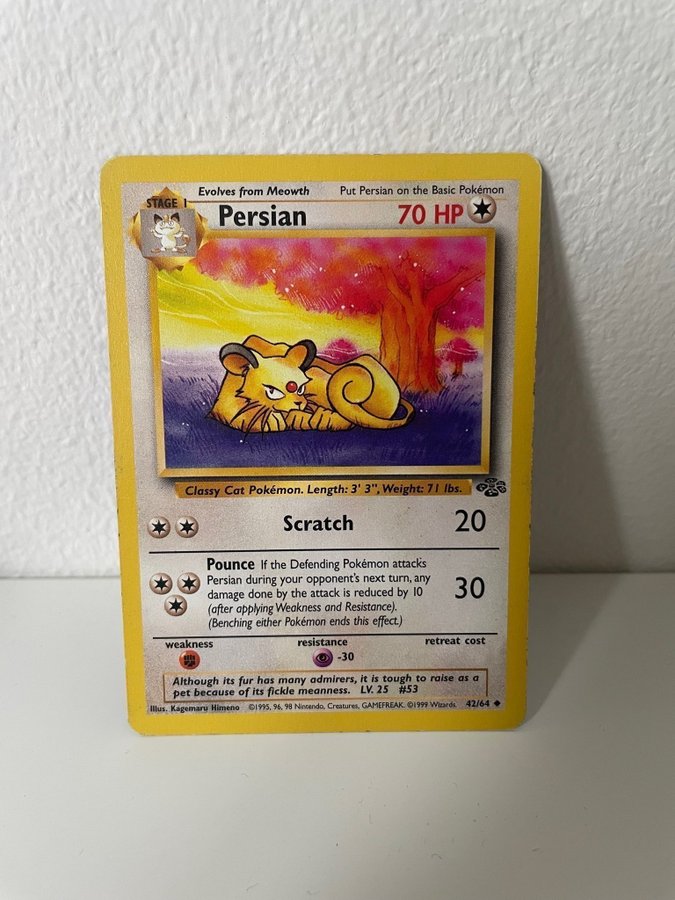 Evolves from Meowth Put Persian on the Basic Pokémon
STAGE 1
Persian 70 HP
Classy Cat Pokémon. Length: 3' 3", Weight: 71 lbs.
Scratch 20
Pounce If the Defending Pokémon attacks
Persian during your opponent's next turn, any
damage done by the attack is reduced by 10
(after applying Weakness and Resistance).
(Benching either Pokémon ends this effect.)
30
weakness resistance retreat cost
-30
Although its fur has many admirers, it is tough to raise as a
pet because of its fickle meanness. LV. 25 #53
Illus. Kagemaru Himeno ©1995, 96, 98 Nintendo, Creatures, GAMEFREAK. ©1999 Wizards. 42/64